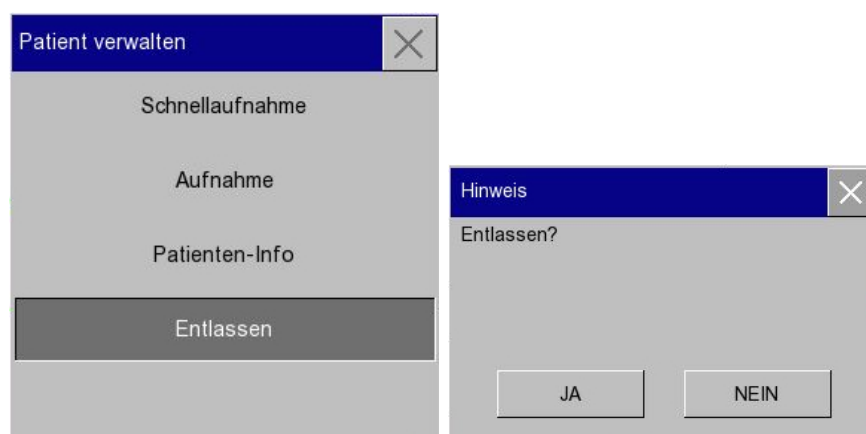 Patient verwalten
Schnellaufnahme
Aufnahme
Patienten-Info
Entlassen
Hinweis
Entlassen?
JA
NEIN